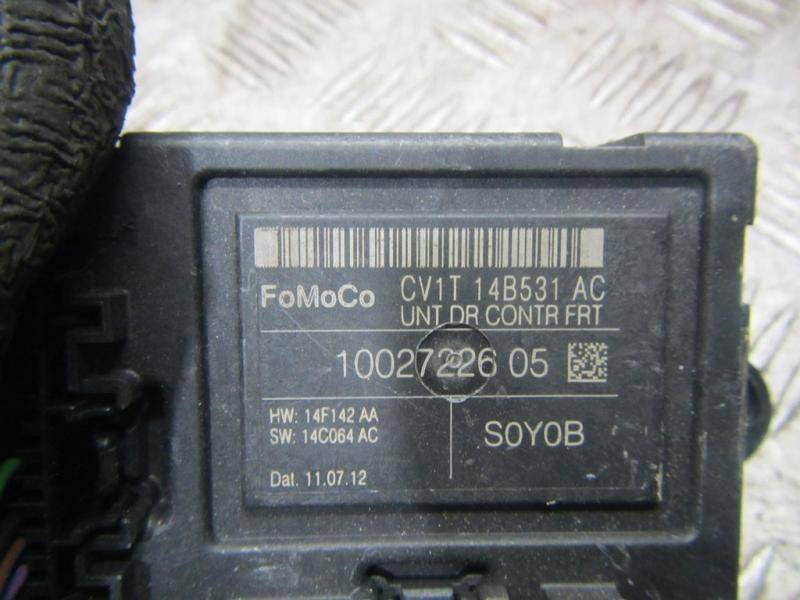 FoMoCo CV1T 14B531 AC
UNT DR CONTR FRT
10027226 05
HW: 14F142 AA
SW: 14C064 AC
S0Y0B
Dat. 11.07.12